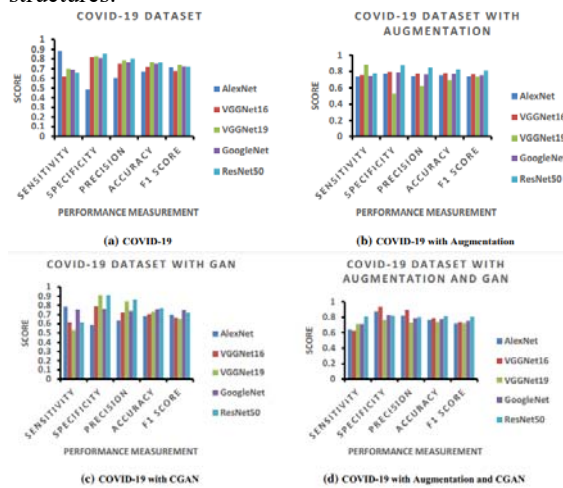 structures.
COVID-19 DATASET
0.9
0.8
0.7
0.6
0.5
0.4
0.3
0.2
0.1
0
SCORE
SENSITIVITY
SPECIFICITY
PRECISION
ACCURACY
F1 SCORE
PERFORMANCE MEASUREMENT
AlexNet
VGGNet16
VGGNet19
GoogleNet
ResNet50
(a) COVID-19
COVID-19 DATASET WITH
AUGMENTATION
1
0.8
0.6
0.4
0.2
0
SCORE
SENSITIVITY
SPECIFICITY
PRECISION
ACCURACY
F1 SCORE
PERFORMANCE MEASUREMENT
AlexNet
VGGNet16
VGGNet19
GoogleNet
ResNet50
(b) COVID-19 with Augmentation
COVID-19 DATASET WITH GAN
1
0.9
0.8
0.7
0.6
0.5
0.4
0.3
0.2
0.1
0
SCORE
SENSITIVITY
SPECIFICITY
PRECISION
ACCURACY
F1 SCORE
PERFORMANCE MEASUREMENT
AlexNet
VGGNet16
VGGNet19
GoogleNet
ResNet50
(c) COVID-19 with CGAN
COVID-19 DATASET WITH
AUGMENTATION AND GAN
1
0.8
0.6
0.4
0.2
0
SCORE
SENSITIVITY
SPECIFICITY
PRECISION
ACCURACY
F1 SCORE
PERFORMANCE MEASUREMENT
AlexNet
VGGNet16
VGGNet19
GoogleNet
ResNet50
(d) COVID-19 with Augmentation and CGAN